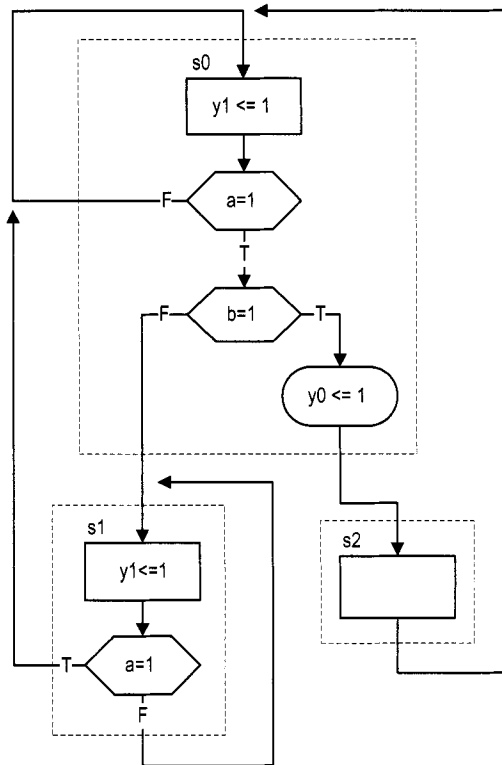 s0
y1 <= 1
F
a=1
T
F
b=1
T
y0 <= 1
s1
s2
y1<=1
T
a=1
F